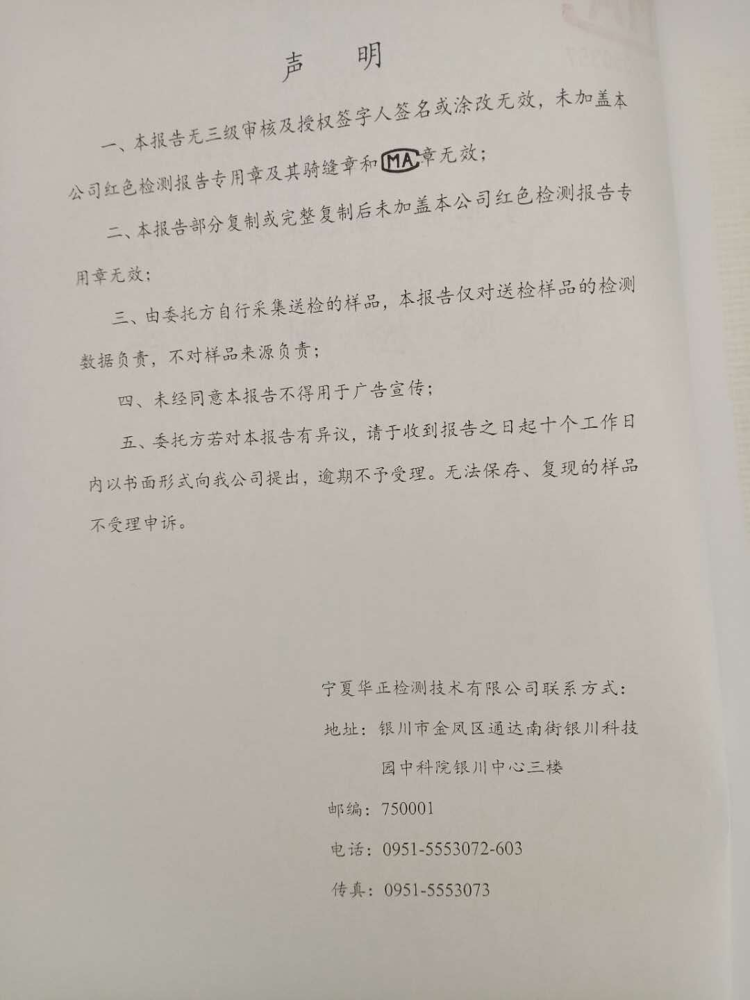 声 明
一、本报告无三级审核及授权签字人签名或涂改无效，未加盖本
公司红色检测报告专用章及其骑缝章和MA章无效；
二、本报告部分复制或完整复制后未加盖本公司红色检测报告专
用章无效；
三、由委托方自行采集送检的样品，本报告仅对送检样品的检测
数据负责，不对样品来源负责；
四、未经同意本报告不得用于广告宣传；
五、委托方若对本报告有异议，请于收到报告之日起十个工作日
内以书面形式向我公司提出，逾期不予受理。无法保存、复现的样品
不受理申诉。
宁夏华正检测技术有限公司联系方式：
地址：银川市金凤区通达南街银川科技
园中科院银川中心三楼
邮编：750001
电话：0951-5553072-603
传真：0951-5553073